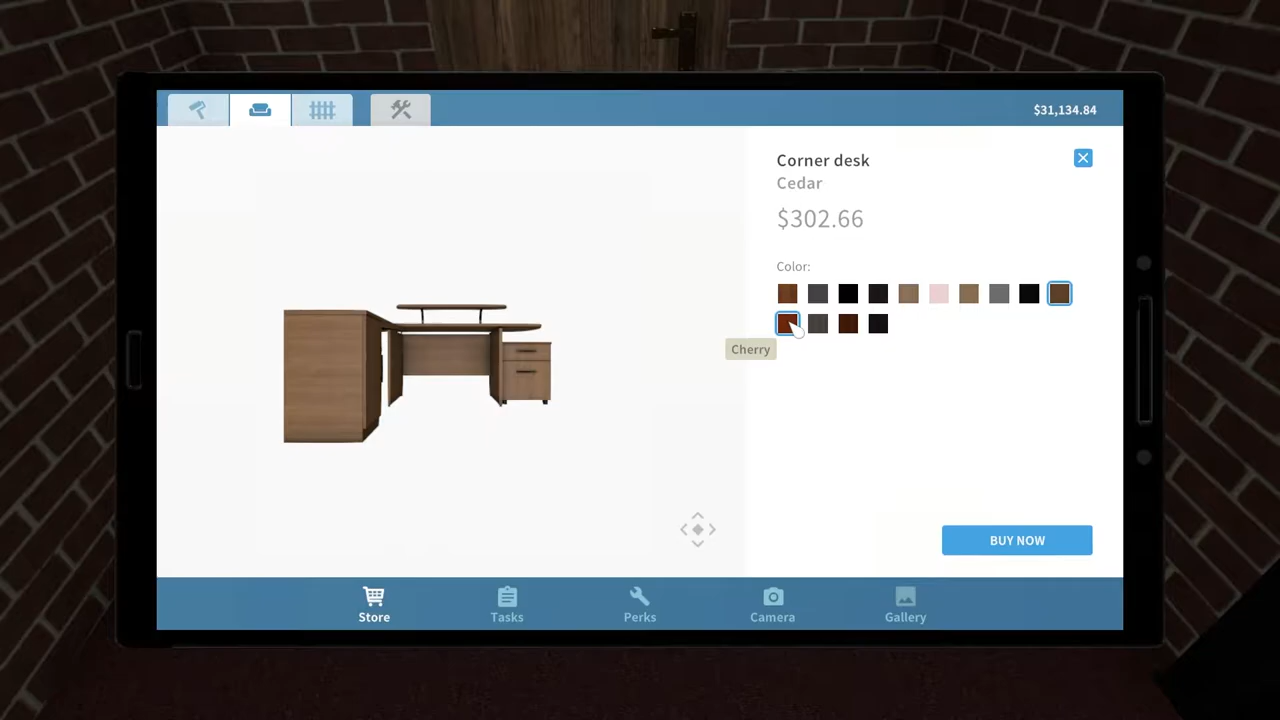 $31,134.84
Corner desk
Cedar
$302.66
Color:
Cherry
BUY NOW
Store
Tasks
Perks
Camera
Gallery